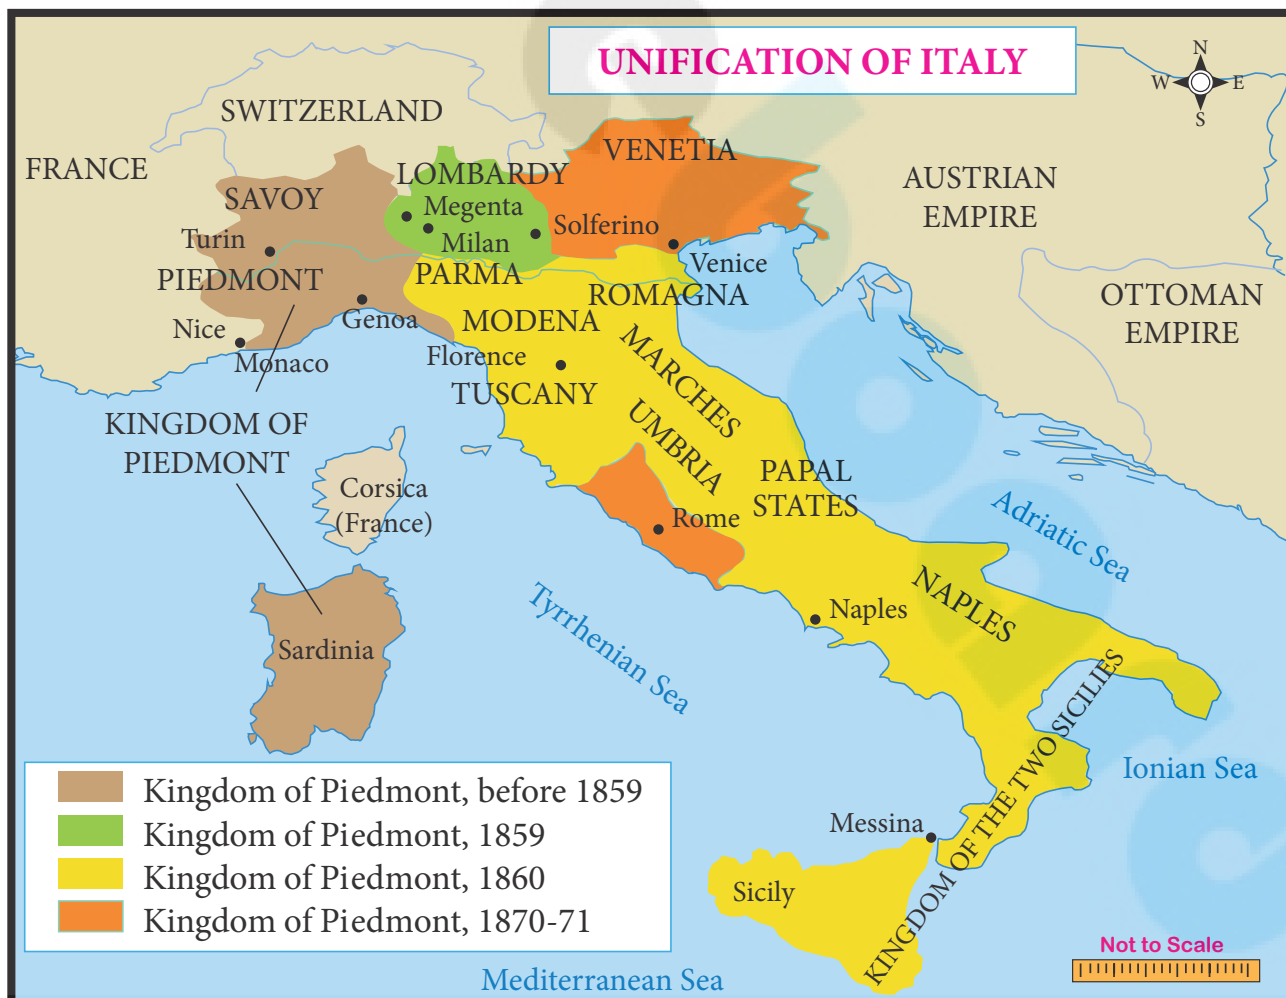 UNIFICATION OF ITALY
N
W E
S
SWITZERLAND
FRANCE
VENETIA
LOMBARDY
SAVOY
AUSTRIAN
EMPIRE
Megenta
Turin
Milan
Solferino
Venice
PIEDMONT
PARMA
ROMAGNA
OTTOMAN
EMPIRE
Nice
Genoa
MODENA
Monaco
Florence
MARCHES
TUSCANY
KINGDOM OF
PIEDMONT
UMBRIA
PAPAL
STATES
Corsica
(France)
Rome
Adriatic Sea
Tyrrhenian Sea
NAPLES
Naples
Sardinia
KINGDOM OF THE TWO SICILIES
Ionian Sea
Messina
Sicily
Kingdom of Piedmont, before 1859
Kingdom of Piedmont, 1859
Kingdom of Piedmont, 1860
Kingdom of Piedmont, 1870-71
Not to Scale
Mediterranean Sea